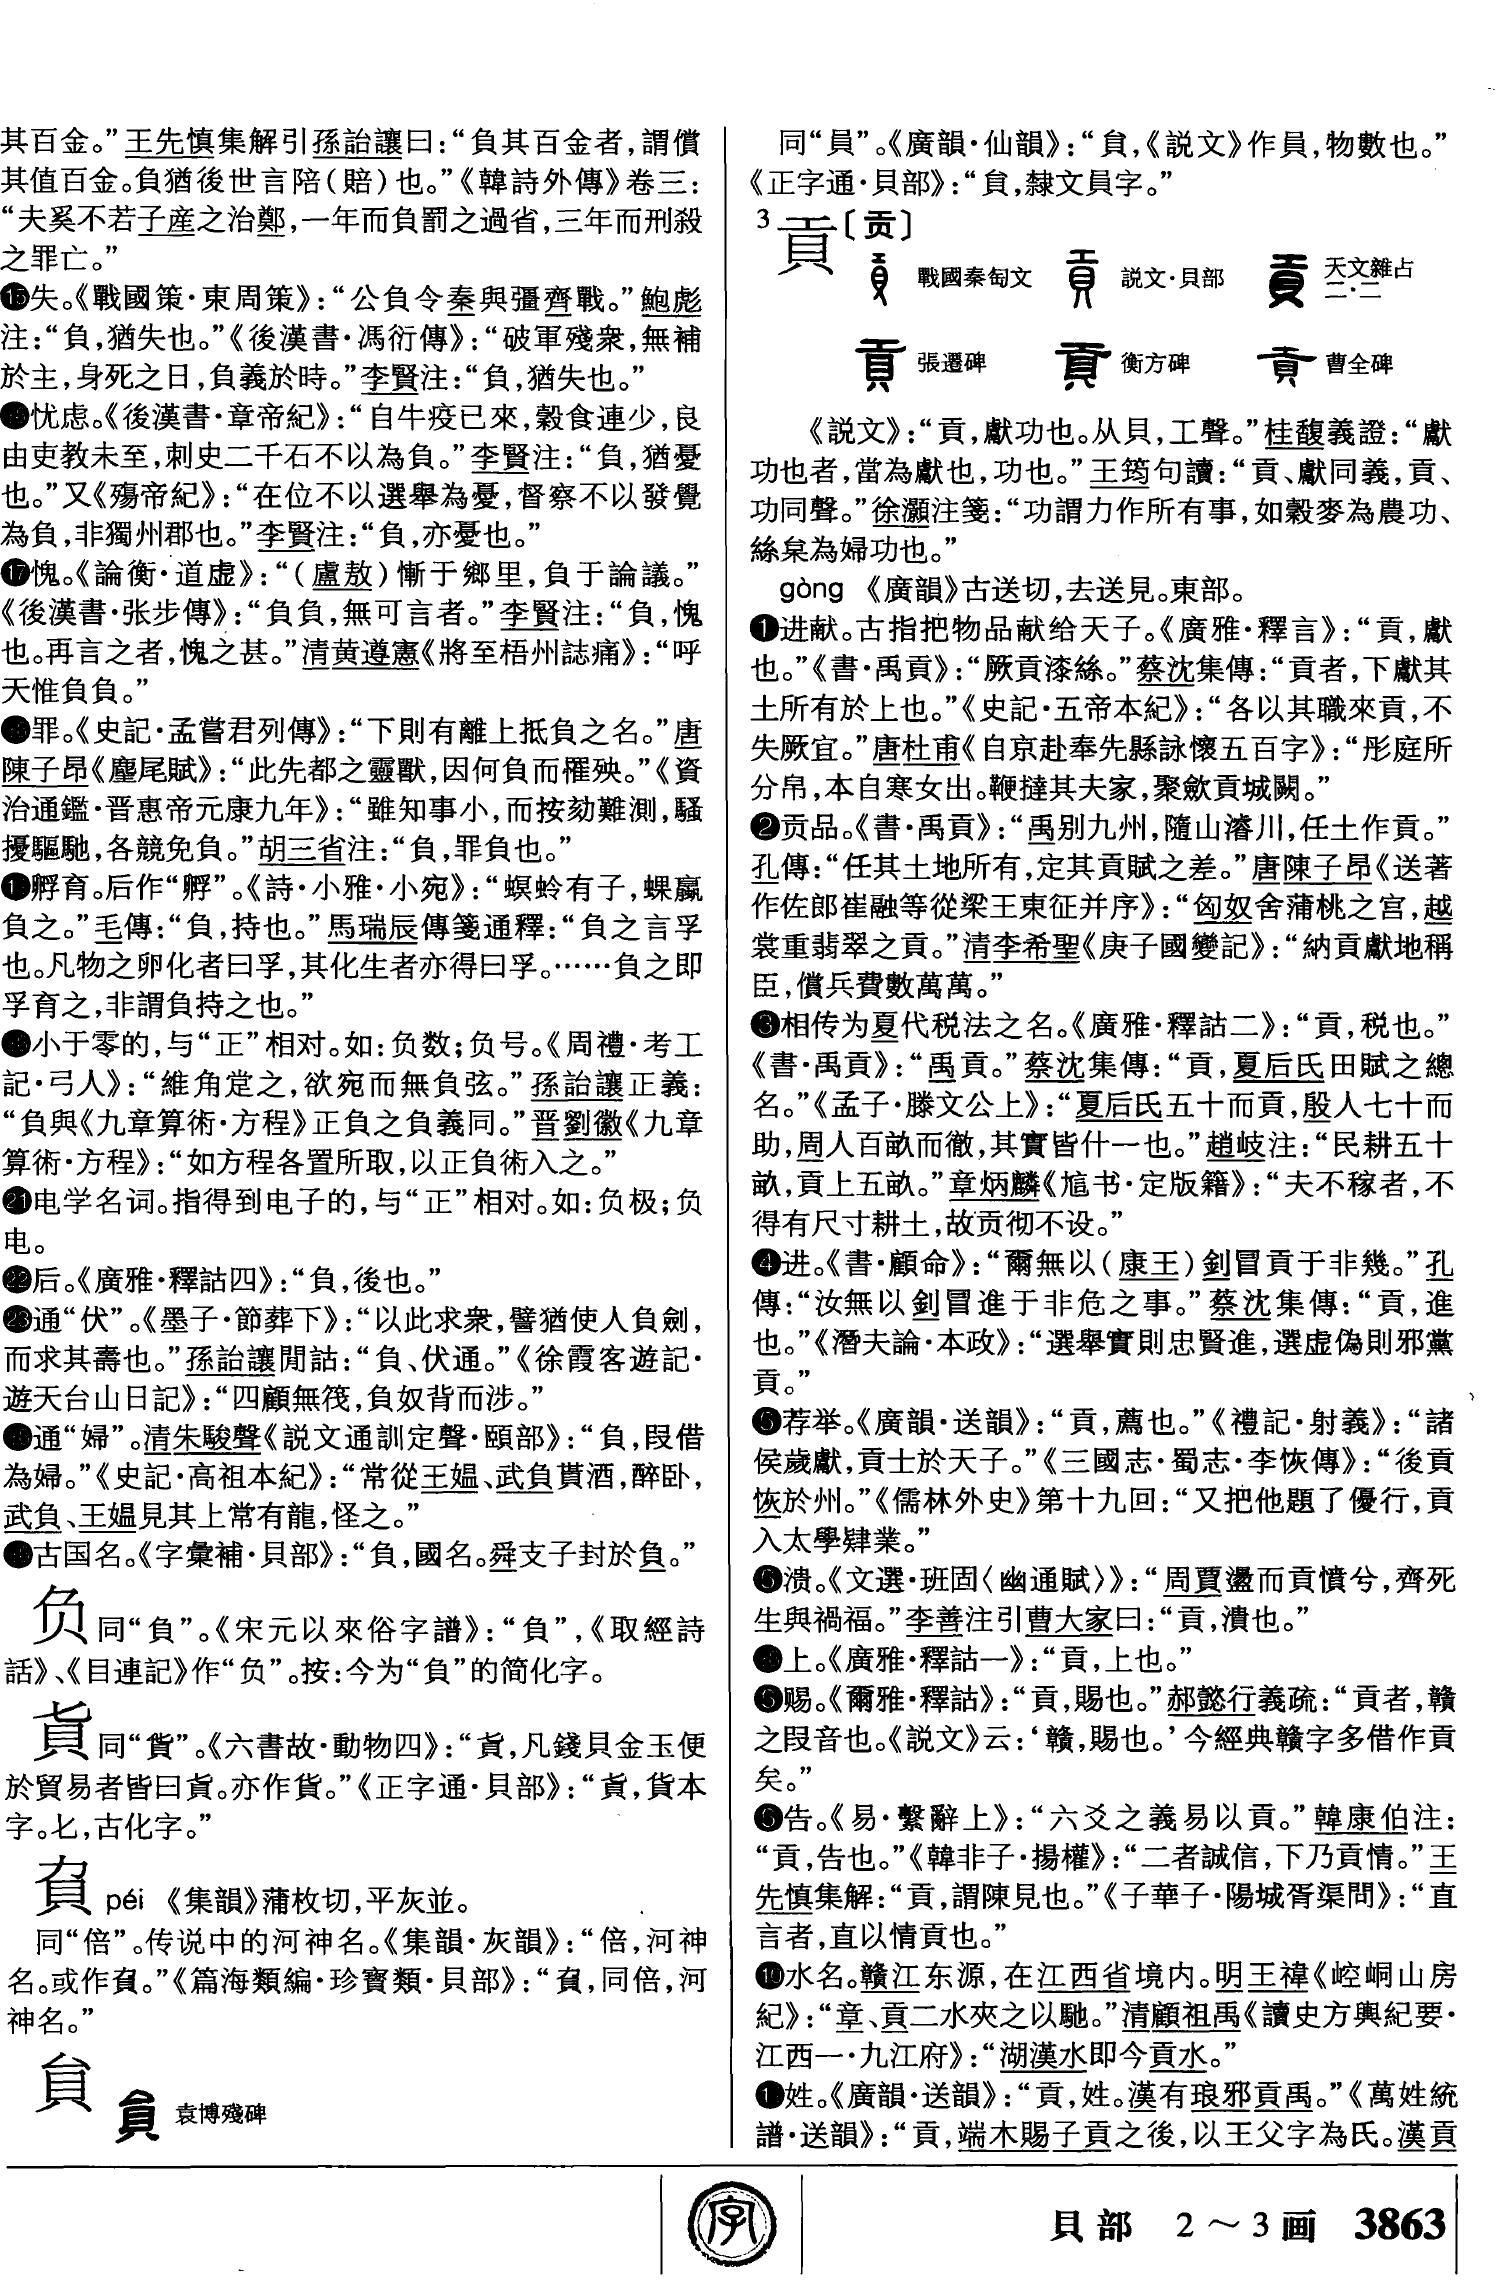 其百金。”王先慎集解引孫詒讓曰：“負其百金者，謂償
其值百金。負猶後世言陪（賠）也。”《韓詩外傳》卷三：
“夫奚不若子産之治鄭，一年而負罰之過省，三年而刑殺
之罪亡。”
⓯失。《戰國策·東周策》：“公負令秦與彊齊戰。”鮑彪
注：“負，猶失也。”《後漢書·馮衍傳》：“破軍殘衆，無補
於主，身死之日，負義於時。”李賢注：“負，猶失也。”
忧虑。《後漢書·章帝紀》：“自牛疫已來，穀食連少，良
由吏教未至，刺史二千石不以為負。”李賢注：“負，猶憂
也。”又《殤帝紀》：“在位不以選舉為憂，督察不以發覺
為負，非獨州郡也。”李賢注：“負，亦憂也。”
⓱愧。《論衡·道虚》：“（盧敖）慚于鄉里，負于論議。”
《後漢書·张步傳》：“負負，無可言者。”李賢注：“負，愧
也。再言之者，愧之甚。”清黄遵憲《將至梧州誌痛》：“呼
天惟負負。”
罪。《史記·孟嘗君列傳》：“下則有離上抵負之名。”唐
陳子昂《麈尾賦》：“此先都之靈獸，因何負而罹殃。”《資
治通鑑·晋惠帝元康九年》：“雖知事小，而按劾難測，騷
擾驅馳，各競免負。”胡三省注：“負，罪負也。”
孵育。后作“孵”。《詩·小雅·小宛》：“螟蛉有子，蜾蠃
負之。”毛傳：“負，持也。”馬瑞辰傳箋通釋：“負之言孚
也。凡物之卵化者曰孚，其化生者亦得曰孚。……負之即
孚育之，非謂負持之也。”
小于零的，与“正”相对。如：负数；负号。《周禮·考工
記·弓人》：“維角定之，欲宛而無負弦。”孫詒讓正義：
“負與《九章算術·方程》正負之負義同。”晋劉徽《九章
算術·方程》：“如方程各置所取，以正負術入之。”
㉑电学名词。指得到电子的，与“正”相对。如：负极；负
电。
㉒后。《廣雅·釋詁四》：“負，後也。”
㉓通“伏”。《墨子·節葬下》：“以此求衆，譬猶使人負劍，
而求其壽也。”孫詒讓閒詁：“負、伏通。”《徐霞客遊記·
遊天台山日記》：“四顧無筏，負奴背而涉。”
通“婦”。清朱駿聲《説文通訓定聲·頤部》：“負，叚借
為婦。”《史記·高祖本紀》：“常從王媪、武負貰酒，醉卧，
武負、王媪見其上常有龍，怪之。”
古国名。《字彙補·貝部》：“負，國名。舜支子封於負。”
负 同“負”。《宋元以來俗字譜》：“負”，《取經詩
話》、《目連記》作“负”。按：今为“負”的简化字。
貨 同“貨”。《六書故·動物四》：“貨，凡錢貝金玉便
於貿易者皆曰貨。亦作貨。”《正字通·貝部》：“貨，貨本
字。𠤎，古化字。”
péi 《集韻》蒲枚切，平灰並。
同“倍”。传说中的河神名。《集韻·灰韻》：“倍，河神
名。或作。”《篇海類編·珍寶類·貝部》：“，同倍，河
神名。”
貟 貟 袁博殘碑
同“員”。《廣韻·仙韻》：“貟，《説文》作員，物數也。”
《正字通·貝部》：“貟，隸文員字。”
3 貢〔贡〕
貢 戰國秦匋文 貢 説文·貝部 貢 天文雜占二·二
貢 張遷碑 貢 衡方碑 貢 曹全碑
《説文》：“貢，獻功也。从貝，工聲。”桂馥義證：“獻
功也者，當為獻也，功也。”王筠句讀：“貢、獻同義，貢、
功同聲。”徐灝注箋：“功謂力作所有事，如穀麥為農功、
絲枲為婦功也。”
gòng 《廣韻》古送切，去送見。東部。
❶进献。古指把物品献给天子。《廣雅·釋言》：“貢，獻
也。”《書·禹貢》：“厥貢漆絲。”蔡沈集傳：“貢者，下獻其
土所有於上也。”《史記·五帝本紀》：“各以其職來貢，不
失厥宜。”唐杜甫《自京赴奉先縣詠懷五百字》：“彤庭所
分帛，本自寒女出。鞭撻其夫家，聚歛貢城闕。”
❷贡品。《書·禹貢》：“禹别九州，隨山濬川，任土作貢。”
孔傳：“任其土地所有，定其貢賦之差。”唐陳子昂《送著
作佐郎崔融等從梁王東征并序》：“匈奴舍蒲桃之宫，越
裳重翡翠之貢。”清李希聖《庚子國變記》：“納貢獻地稱
臣，償兵費數萬萬。”
❸相传为夏代税法之名。《廣雅·釋詁二》：“貢，税也。”
《書·禹貢》：“禹貢。”蔡沈集傳：“貢，夏后氏田賦之總
名。”《孟子·滕文公上》：“夏后氏五十而貢，殷人七十而
助，周人百畝而徹，其實皆什一也。”趙岐注：“民耕五十
畝，貢上五畝。”章炳麟《訄书·定版籍》：“夫不稼者，不
得有尺寸耕土，故贡彻不设。”
❹进。《書·顧命》：“爾無以（康王）釗冒貢于非幾。”孔
傳：“汝無以釗冒進于非危之事。”蔡沈集傳：“貢，進
也。”《潛夫論·本政》：“選舉實則忠賢進，選虚偽則邪黨
貢。”
❺荐举。《廣韻·送韻》：“貢，薦也。”《禮記·射義》：“諸
侯歲獻，貢士於天子。”《三國志·蜀志·李恢傳》：“後貢
恢於州。”《儒林外史》第十九回：“又把他題了優行，貢
入太學肄業。”
❻溃。《文選·班固〈幽通賦〉》：“周賈盪而貢憤兮，齊死
生與禍福。”李善注引曹大家曰：“貢，潰也。”
上。《廣雅·釋詁一》：“貢，上也。”
赐。《爾雅·釋詁》：“貢，賜也。”郝懿行義疏：“貢者，贛
之叚音也。《説文》云：‘贛，賜也。’今經典贛字多借作貢
矣。”
告。《易·繫辭上》：“六爻之義易以貢。”韓康伯注：
“貢，告也。”《韓非子·揚權》：“二者誠信，下乃貢情。”王
先慎集解：“貢，謂陳見也。”《子華子·陽城胥渠問》：“直
言者，直以情貢也。”
❿水名。赣江东源，在江西省境内。明王禕《崆峒山房
紀》：“章、貢二水夾之以馳。”清顧祖禹《讀史方輿紀要·
江西一·九江府》：“湖漢水即今貢水。”
姓。《廣韻·送韻》：“貢，姓。漢有琅邪貢禹。”《萬姓統
譜·送韻》：“貢，端木賜子貢之後，以王父字為氏。漢貢
字
貝部 2～3画 3863